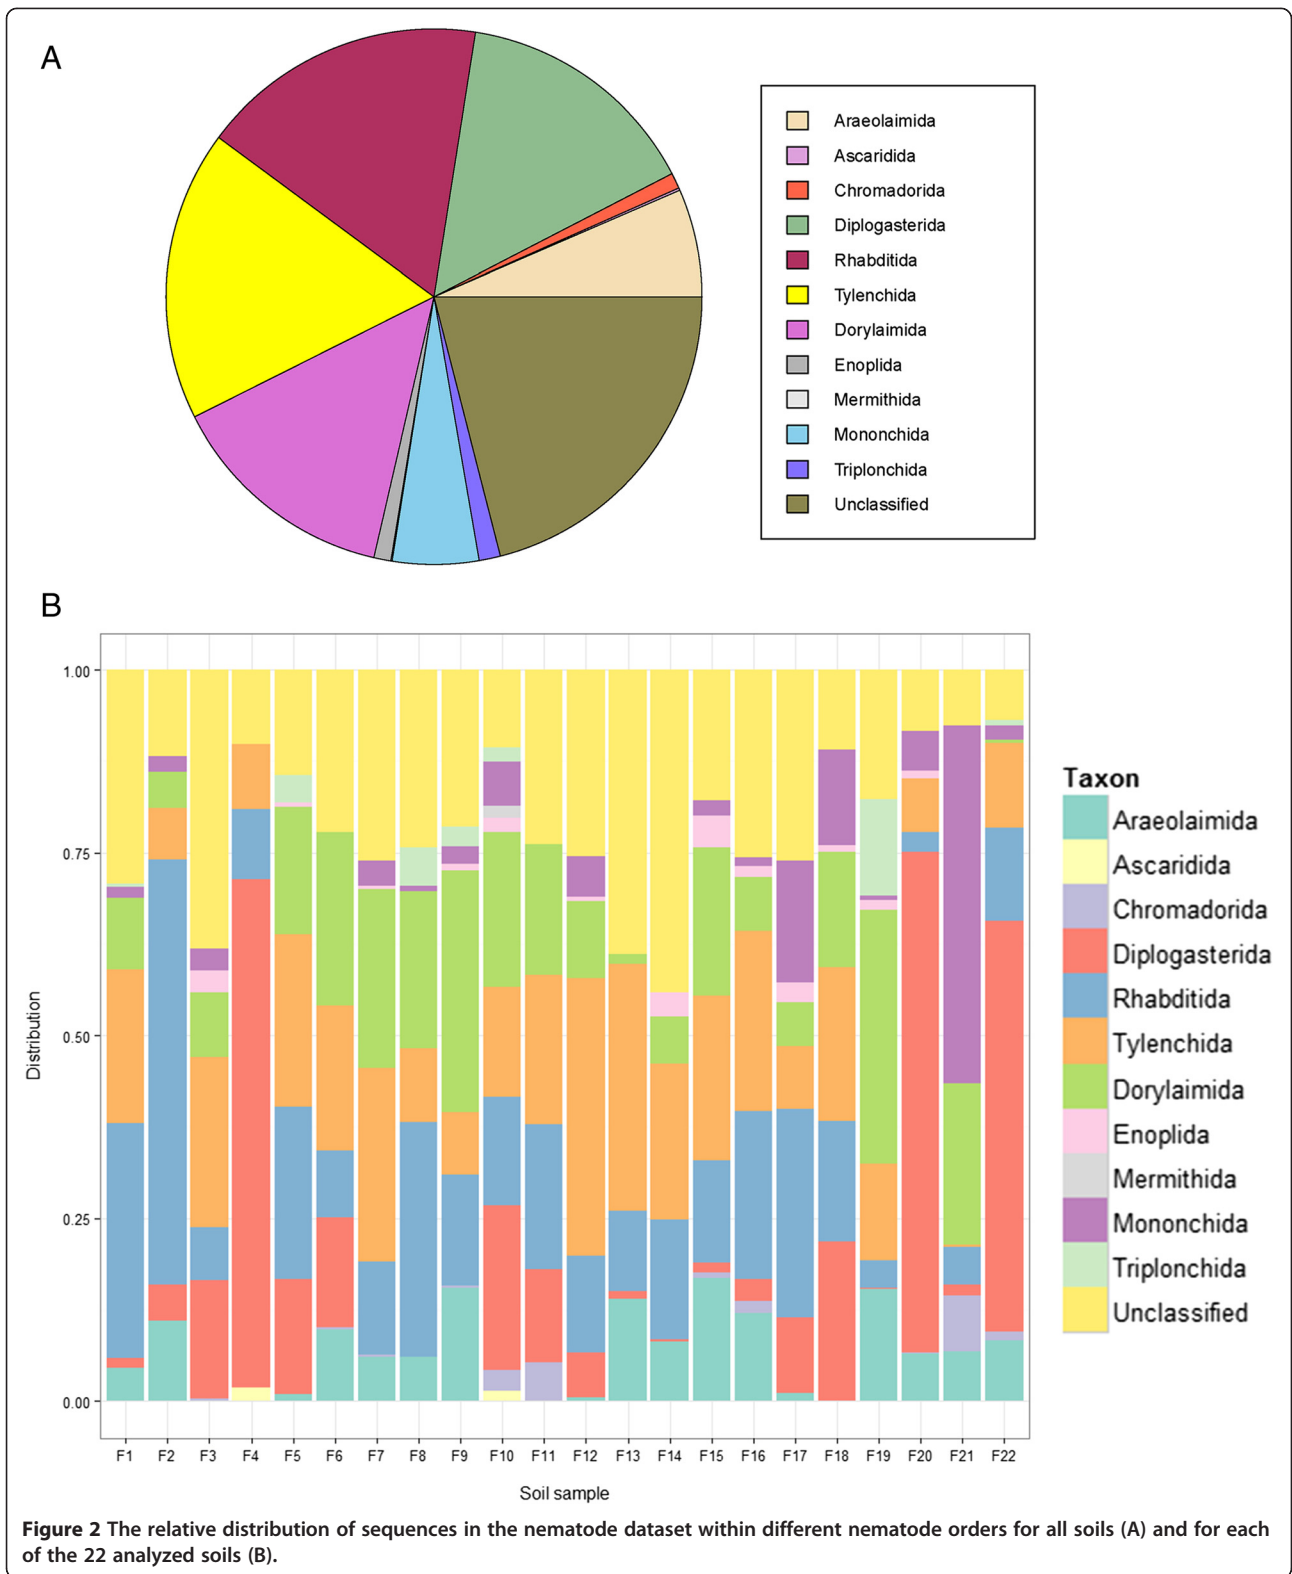 A
Araeolaimida
Ascaridida
Chromadorida
Diplogasterida
Rhabditida
Tylenchida
Dorylaimida
Enoplida
Mermithida
Mononchida
Triplonchida
Unclassified
B
1.00
0.75
0.50
0.25
0.00
Distribution
F1 F2 F3 F4 F5 F6 F7 F8 F9 F10 F11 F12 F13 F14 F15 F16 F17 F18 F19 F20 F21 F22
Soil sample
Taxon
Araeolaimida
Ascaridida
Chromadorida
Diplogasterida
Rhabditida
Tylenchida
Dorylaimida
Enoplida
Mermithida
Mononchida
Triplonchida
Unclassified
Figure 2 The relative distribution of sequences in the nematode dataset within different nematode orders for all soils (A) and for each
of the 22 analyzed soils (B).